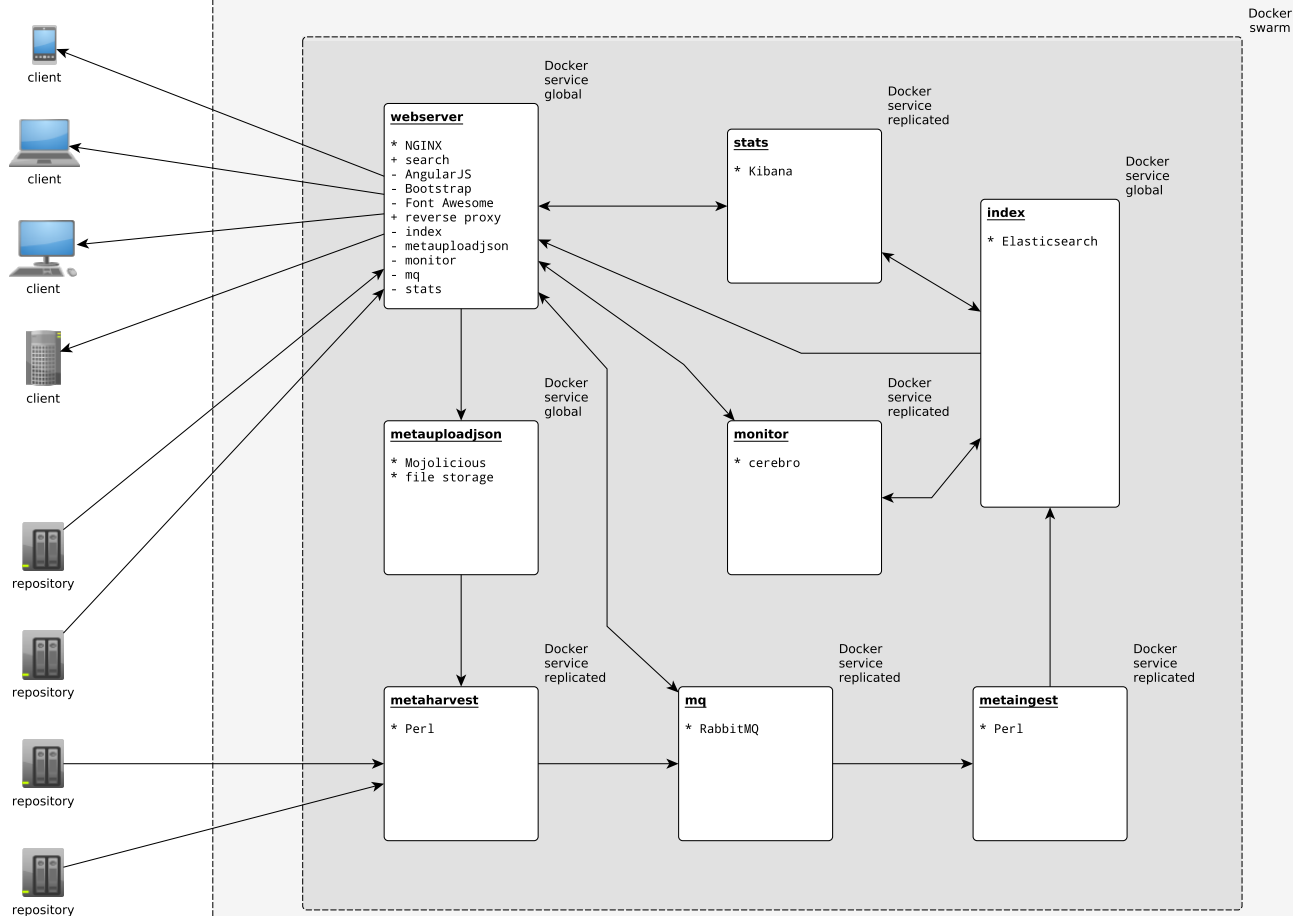 Docker
swarm
client
client
client
client
repository
repository
repository
repository
Docker
service
global
webserver
* NGINX
+ search
- AngularJS
- Bootstrap
- Font Awesome
+ reverse proxy
- index
- metauploadjson
- monitor
- mq
- stats
Docker
service
replicated
stats
* Kibana
Docker
service
global
index
* Elasticsearch
Docker
service
global
metauploadjson
* Mojolicious
* file storage
Docker
service
replicated
monitor
* cerebro
Docker
service
replicated
metaharvest
* Perl
Docker
service
replicated
mq
* RabbitMQ
Docker
service
replicated
metaingest
* Perl